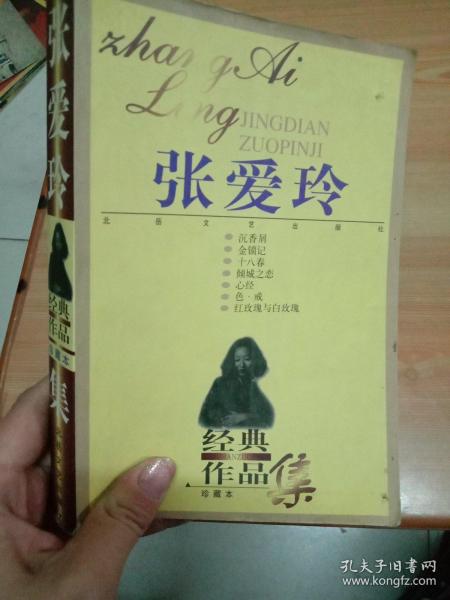 zhang Ai
Ling
JINGDIAN
ZUOPINJI
张爱玲
北岳文艺出版社
沉香屑
金锁记
十八春
倾城之恋
心经
色·戒
红玫瑰与白玫瑰
经典
作品
集
珍藏本
张爱玲
经典
作品
珍藏本
集
孔夫子旧书网
www.kongfz.com